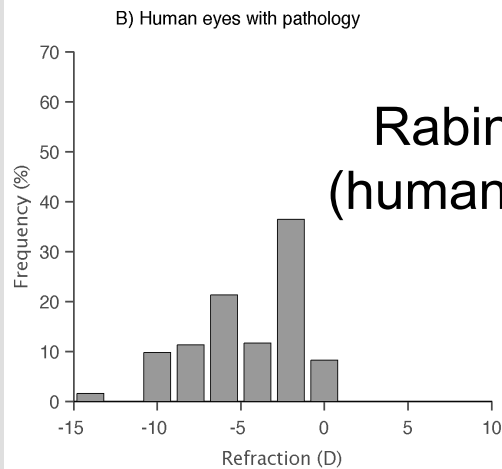 B) Human eyes with pathology
70
60
50
40
30
20
10
0
Frequency (%)
-15 -10 -5 0 5 10
Refraction (D)
Rabin
(human